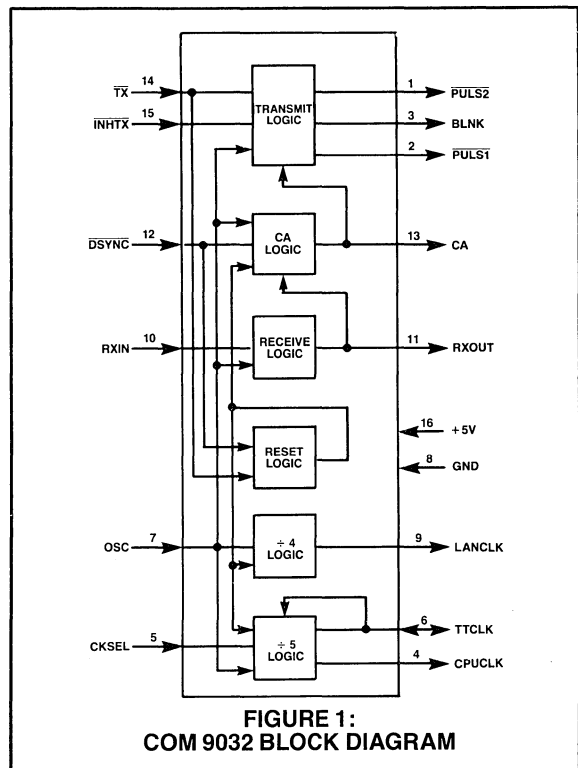 14
TX
15
INHTX
TRANSMIT
LOGIC
1
PULS2
3
BLNK
2
PULS1
12
DSYNC
CA
LOGIC
13
CA
10
RXIN
RECEIVE
LOGIC
11
RXOUT
16
+5V
8
GND
RESET
LOGIC
7
OSC
÷ 4
LOGIC
9
LANCLK
5
CKSEL
÷ 5
LOGIC
6
TTCLK
4
CPUCLK
FIGURE 1:
COM 9032 BLOCK DIAGRAM